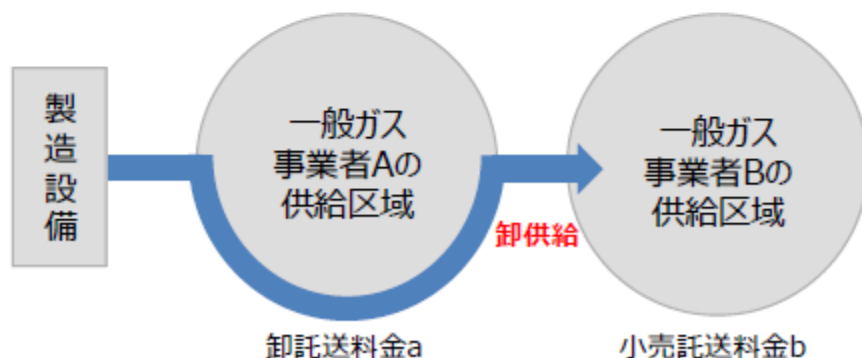 製造設備
一般ガス
事業者Aの
供給区域
卸供給
一般ガス
事業者Bの
供給区域
卸託送料金a
小売託送料金b